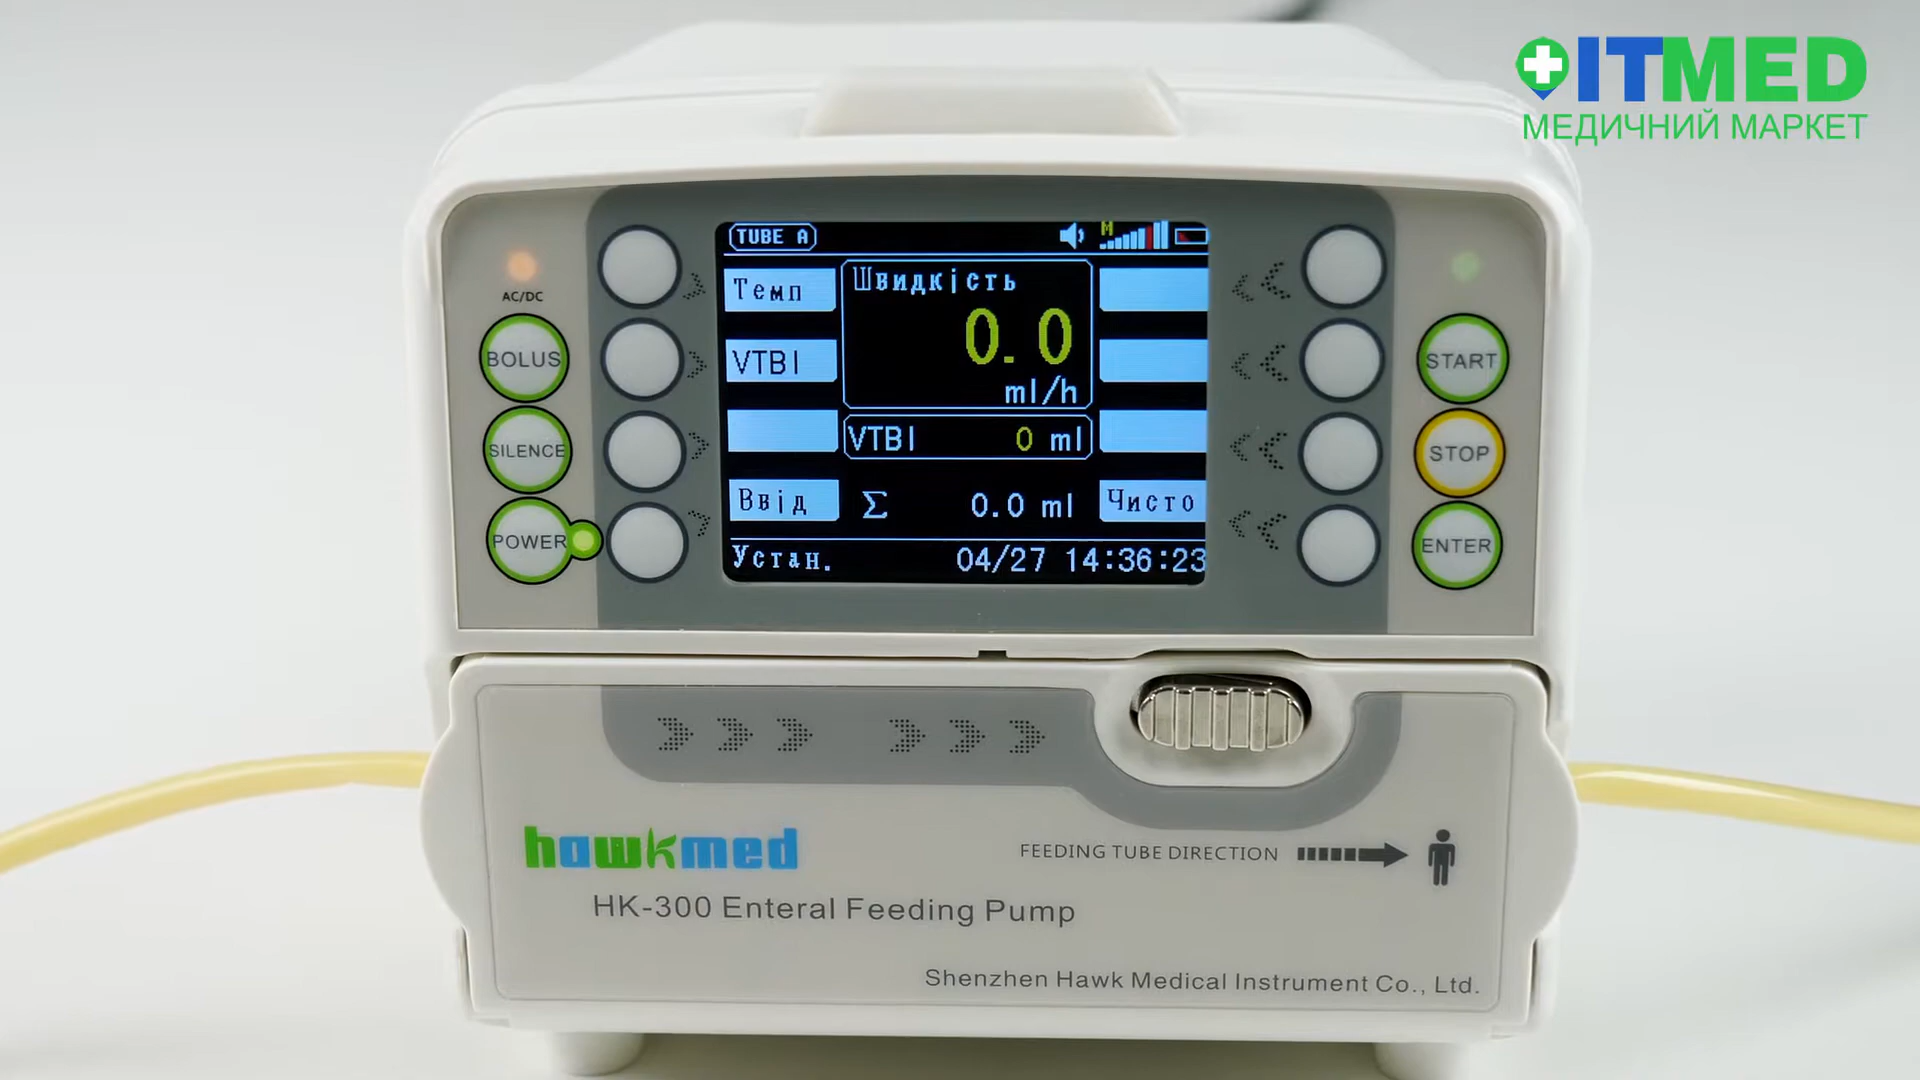 ITMED
МЕДИЧНИЙ МАРКЕТ
TUBE A
M
AC/DC
BOLUS
SILENCE
POWER
Темп
VTBI
Ввід
Швидкість
0.0
ml/h
VTBI 0 ml
Σ 0.0 ml
Чисто
Устан. 04/27 14:36:23
START
STOP
ENTER
hawkmed
FEEDING TUBE DIRECTION
HK-300 Enteral Feeding Pump
Shenzhen Hawk Medical Instrument Co., Ltd.